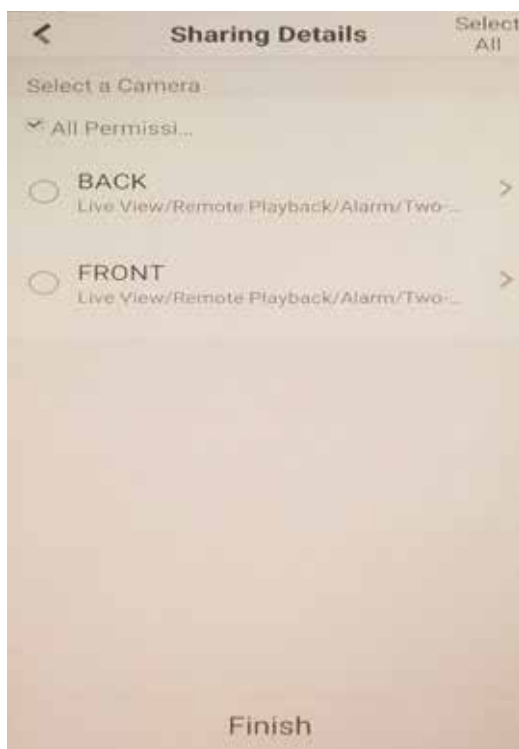 Sharing Details
Select
All
Select a Camera
All Permissi...
BACK
Live View/Remote Playback/Alarm/Two-...
FRONT
Live View/Remote Playback/Alarm/Two-...
Finish